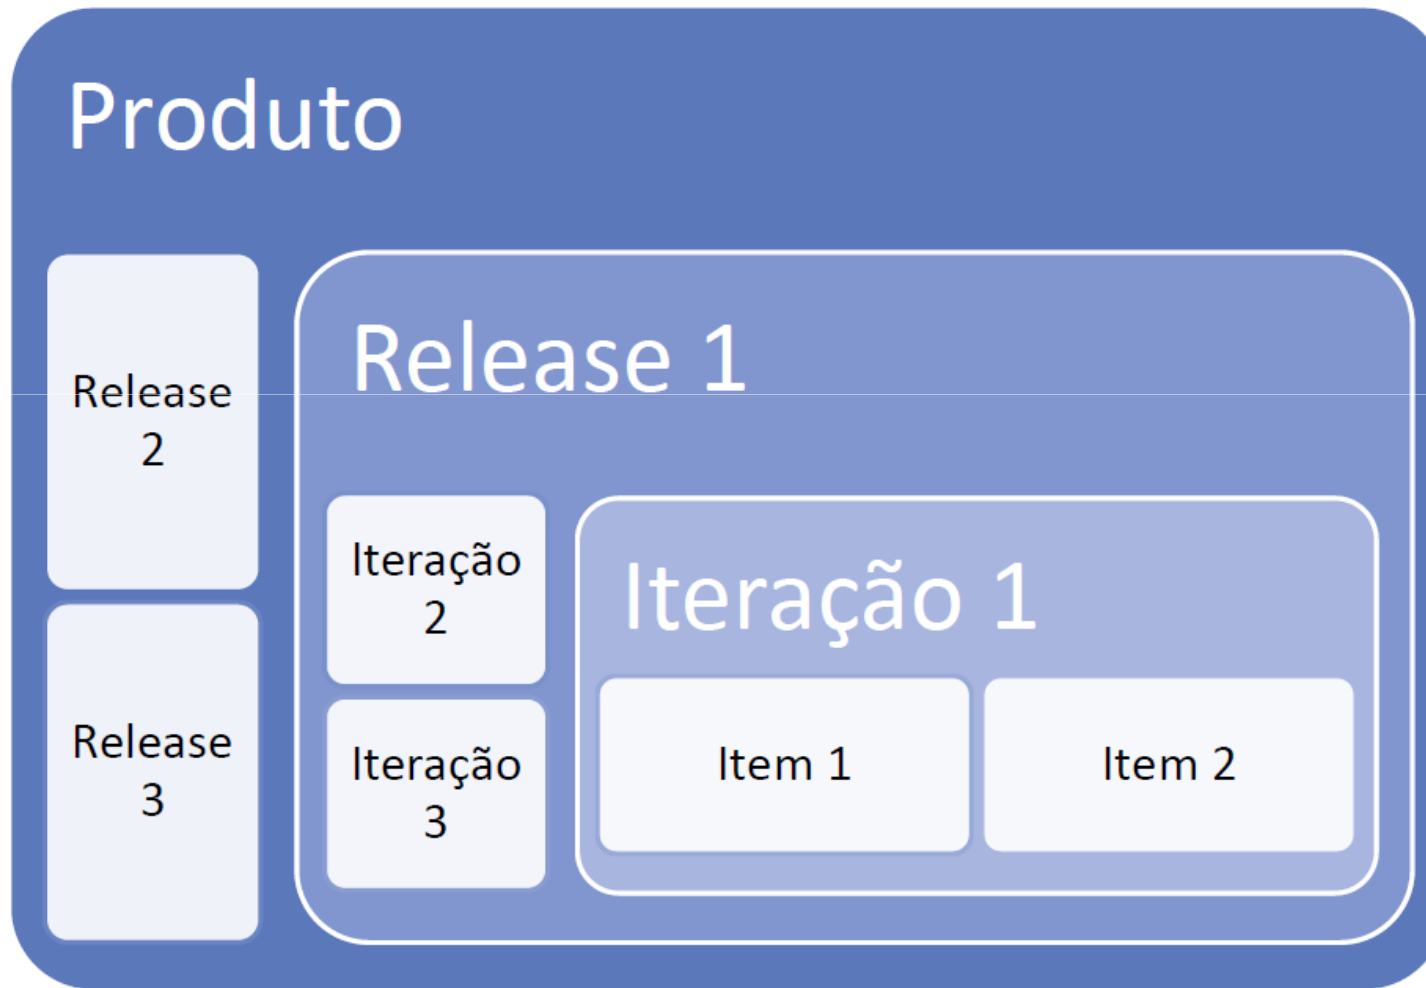 Produto
Release
2
Release
3
Release 1
Iteração
2
Iteração
3
Iteração 1
Item 1
Item 2